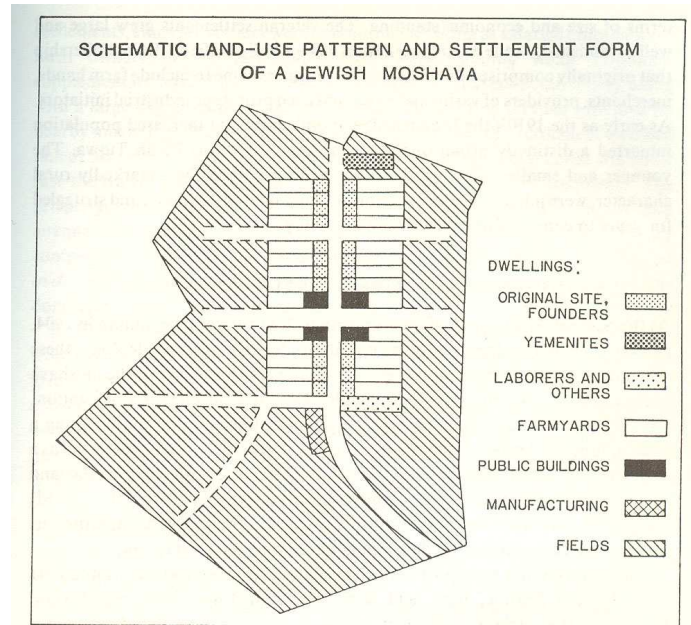 SCHEMATIC LAND-USE PATTERN AND SETTLEMENT FORM
OF A JEWISH MOSHAVA
DWELLINGS:
ORIGINAL SITE,
FOUNDERS
YEMENITES
LABORERS AND
OTHERS
FARMYARDS
PUBLIC BUILDINGS
MANUFACTURING
FIELDS